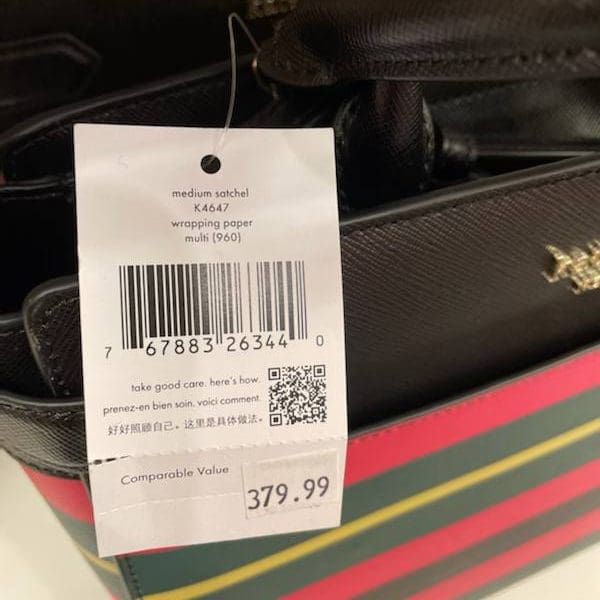 medium satchel
K4647
wrapping paper
multi (960)
7 67883 26344 0
take good care. here's how.
prenez-en bien soin. voici comment.
好好照顾自己。这里是具体做法。
Comparable Value
379.99